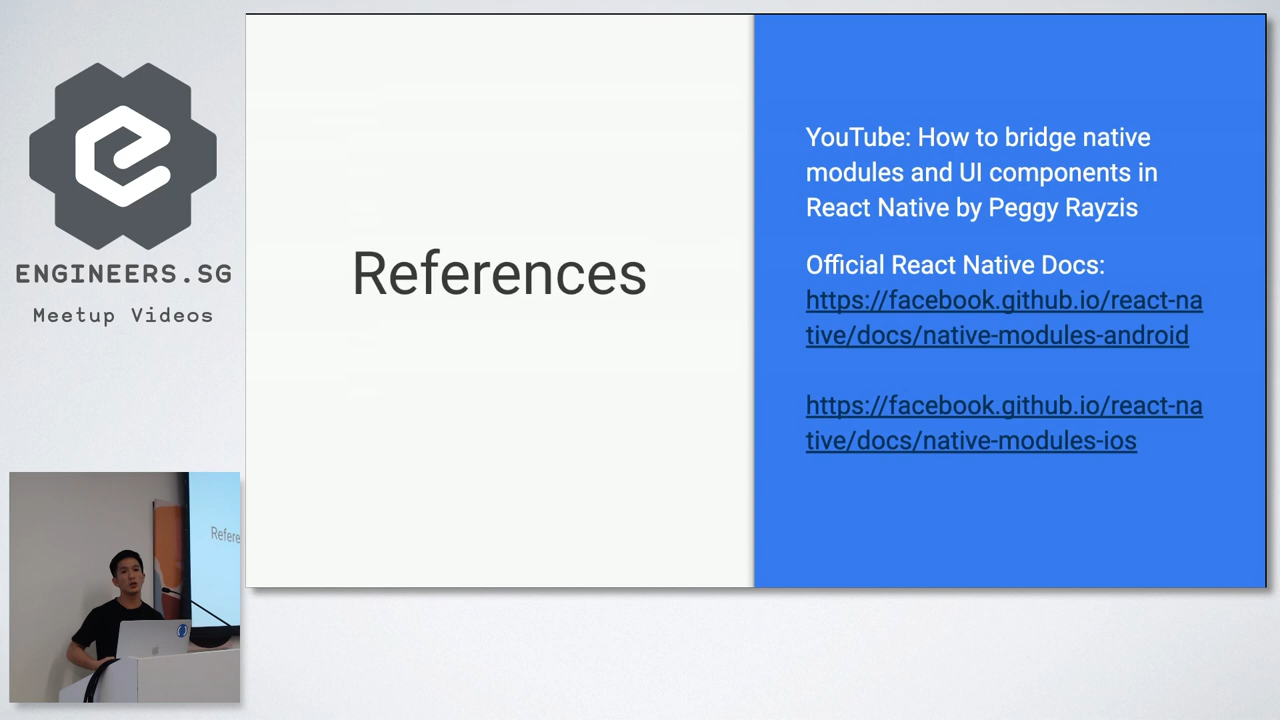 ENGINEERS.SG
Meetup Videos
References
YouTube: How to bridge native
modules and UI components in
React Native by Peggy Rayzis
Official React Native Docs:
https://facebook.github.io/react-na
tive/docs/native-modules-android
https://facebook.github.io/react-na
tive/docs/native-modules-ios
Refere